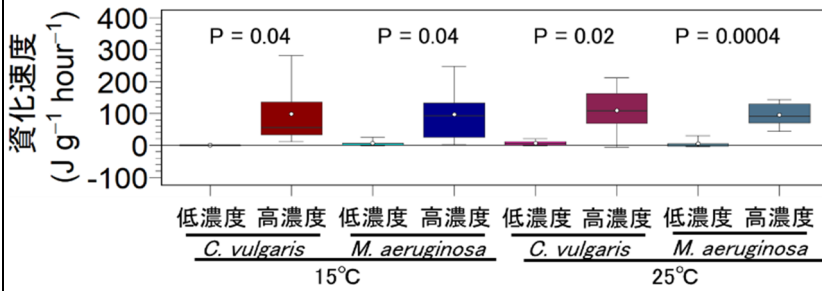 資化速度
(J g⁻¹ hour⁻¹)
400
300
200
100
0
-100
P = 0.04 P = 0.04 P = 0.02 P = 0.0004
低濃度 高濃度 低濃度 高濃度 低濃度 高濃度 低濃度 高濃度
C. vulgaris M. aeruginosa C. vulgaris M. aeruginosa
15℃ 25℃